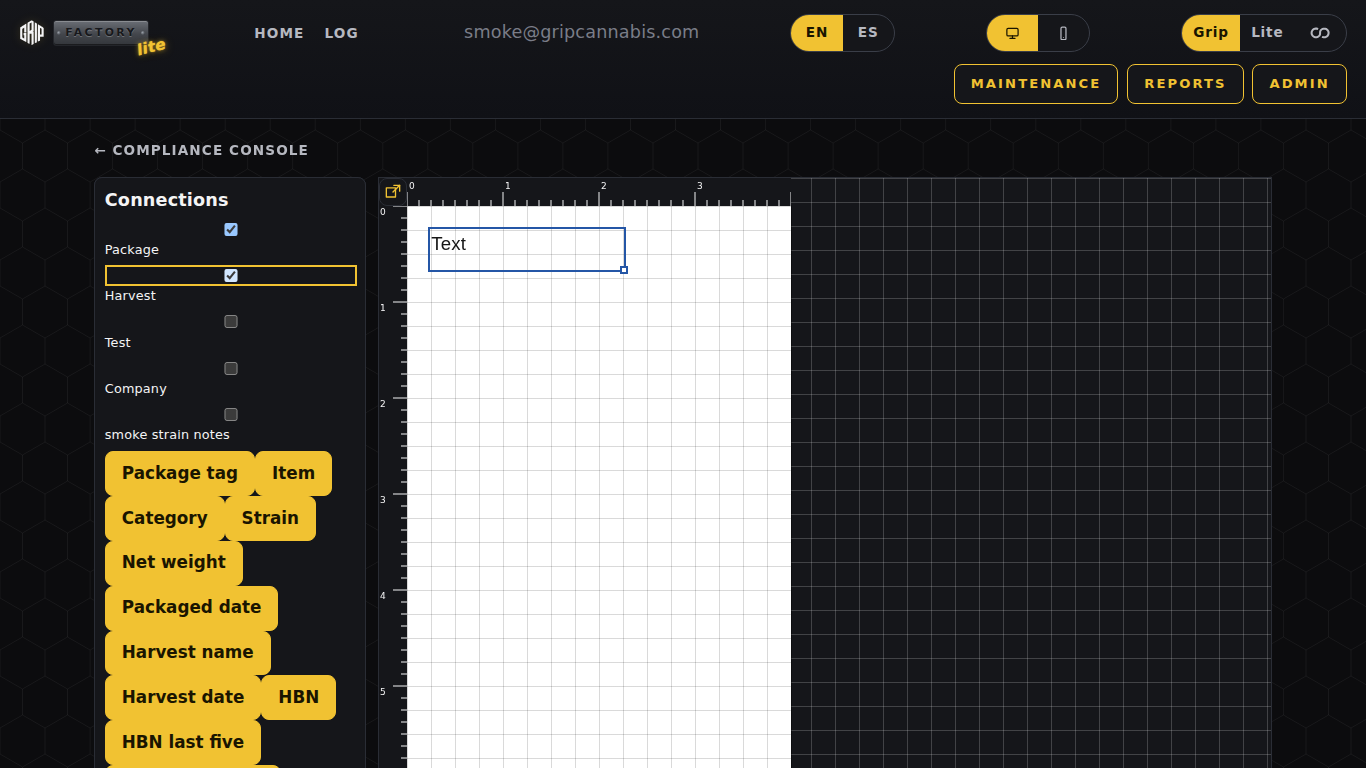 GRIP FACTORY lite
HOME LOG
smoke@gripcannabis.com
EN ES
Grip Lite
MAINTENANCE REPORTS ADMIN
← COMPLIANCE CONSOLE
Connections
Package
Harvest
Test
Company
smoke strain notes
Package tag Item
Category Strain
Net weight
Packaged date
Harvest name
Harvest date HBN
HBN last five
0 1 2 3
0
Text
1
2
3
4
5